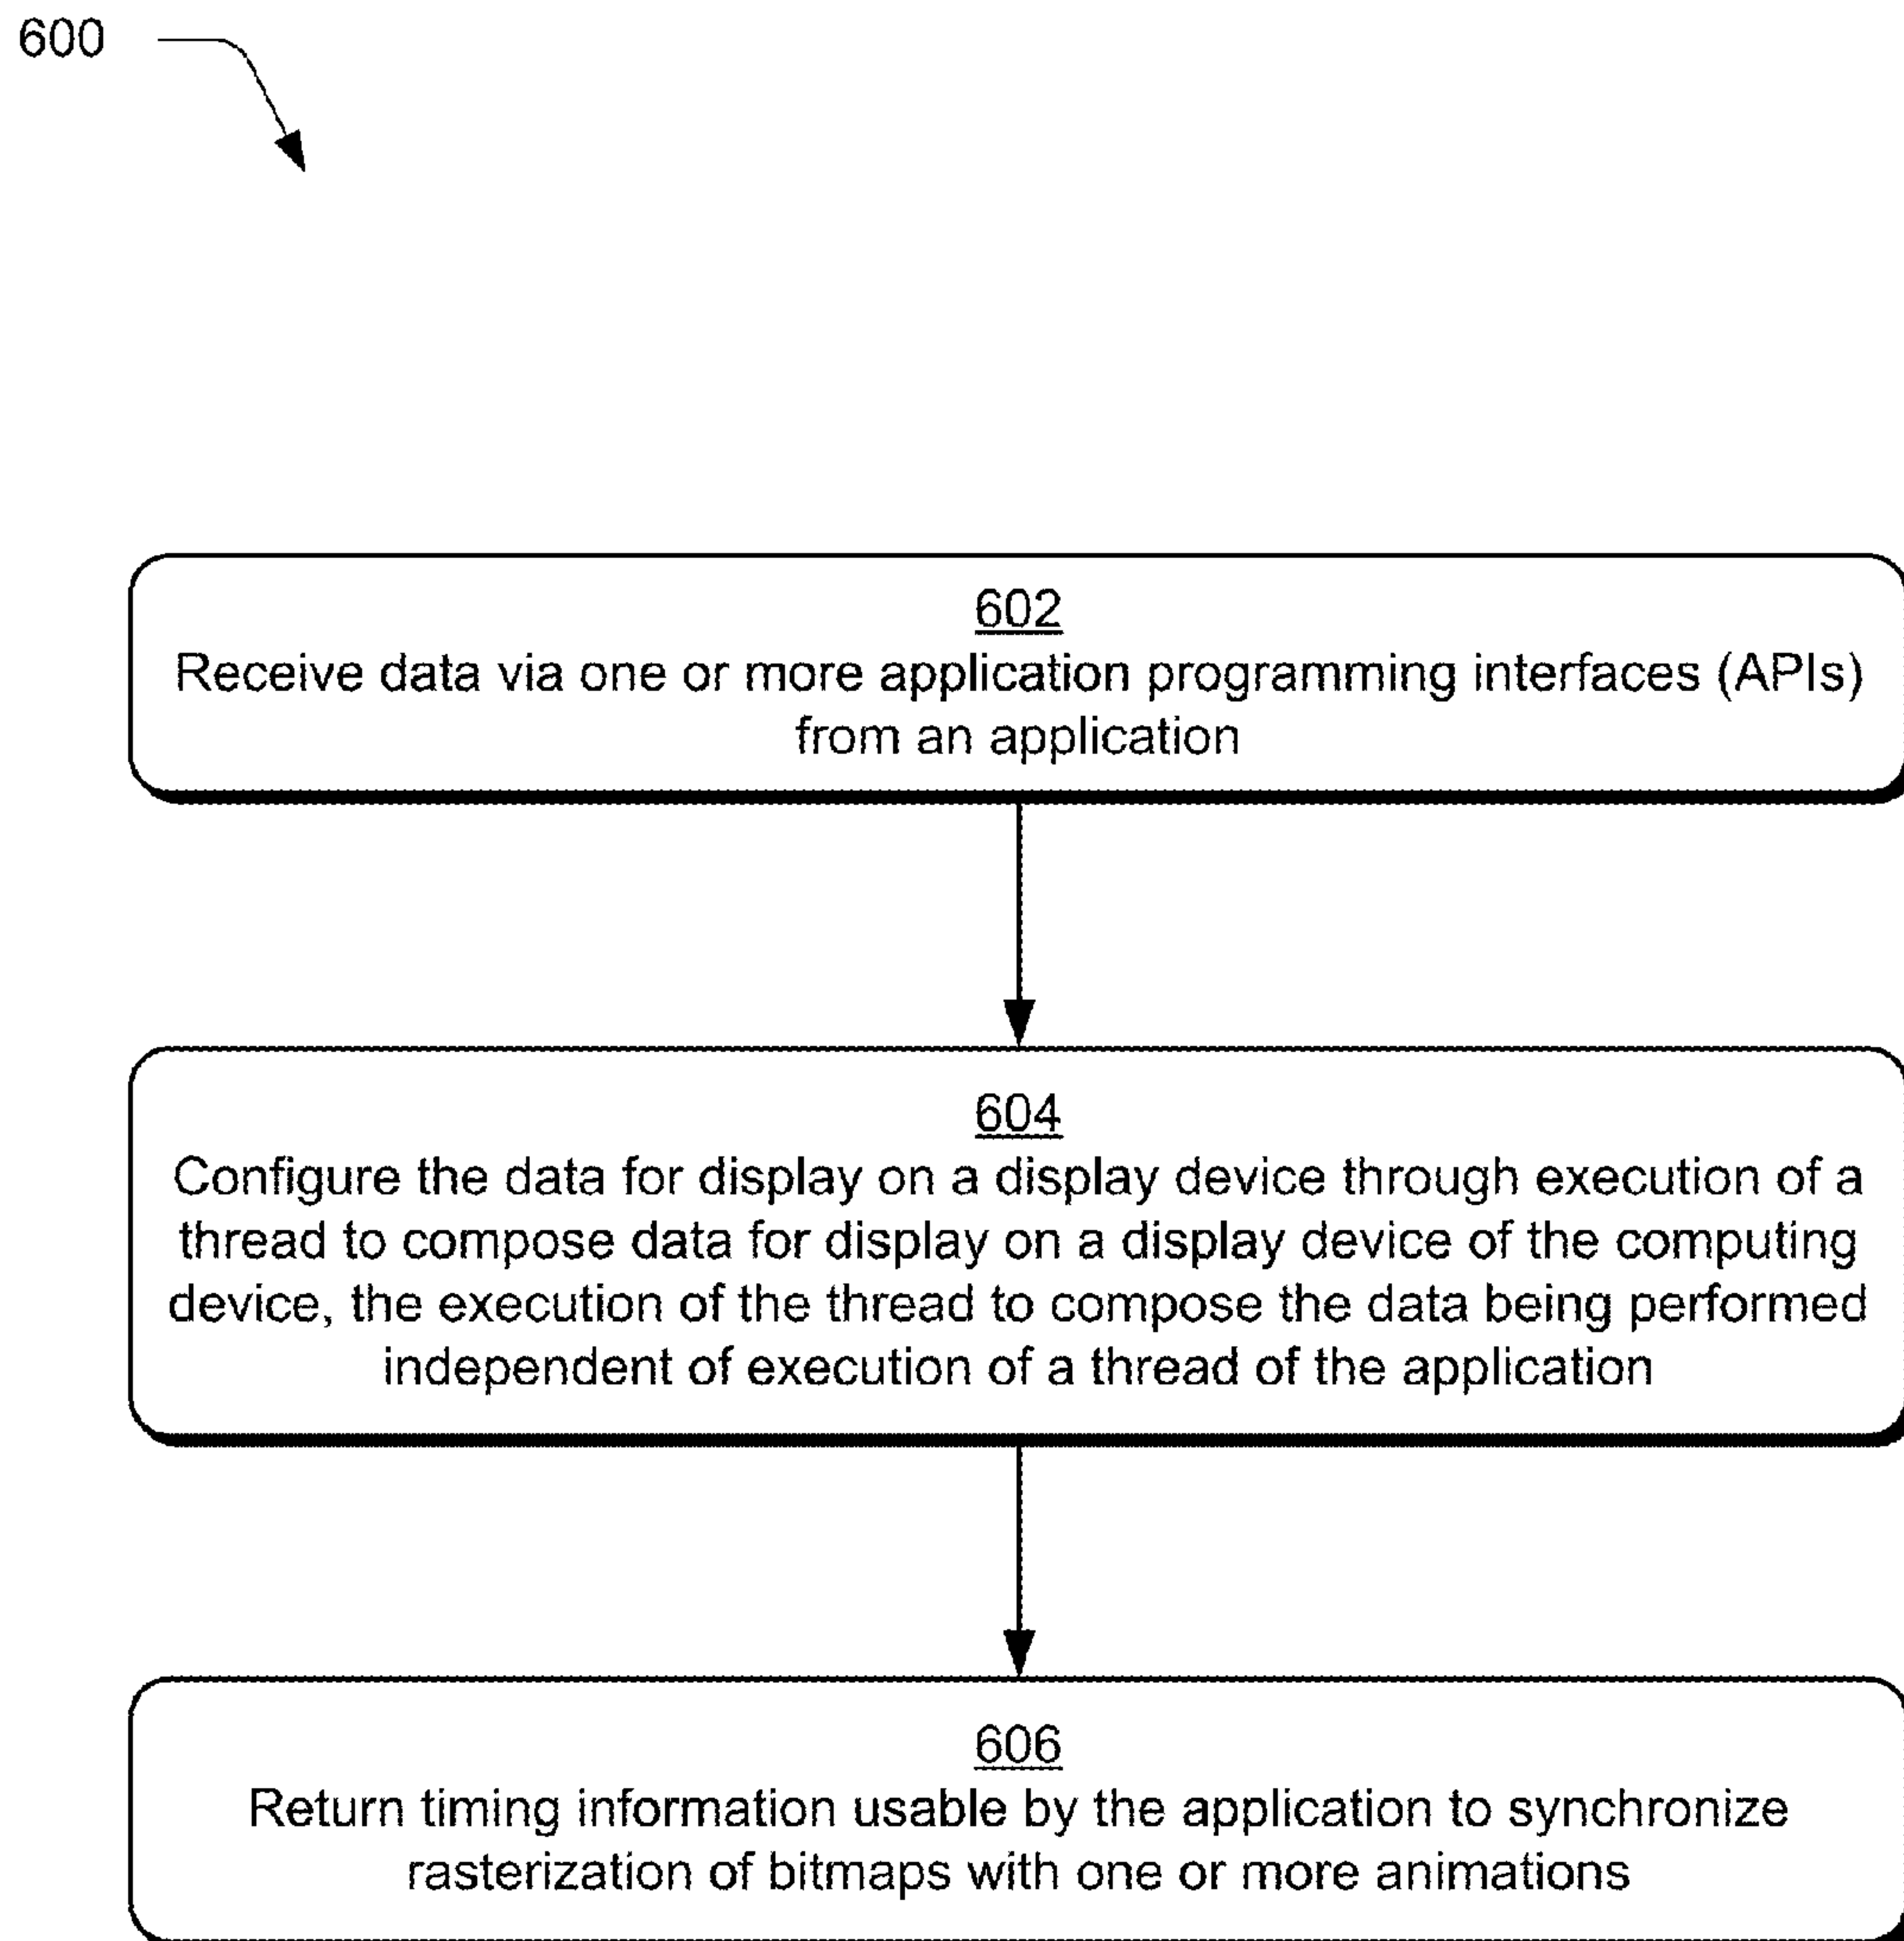 600
602
Receive data via one or more application programming interfaces (APIs)
from an application
604
Configure the data for display on a display device through execution of a
thread to compose data for display on a display device of the computing
device, the execution of the thread to compose the data being performed
independent of execution of a thread of the application
606
Return timing information usable by the application to synchronize
rasterization of bitmaps with one or more animations